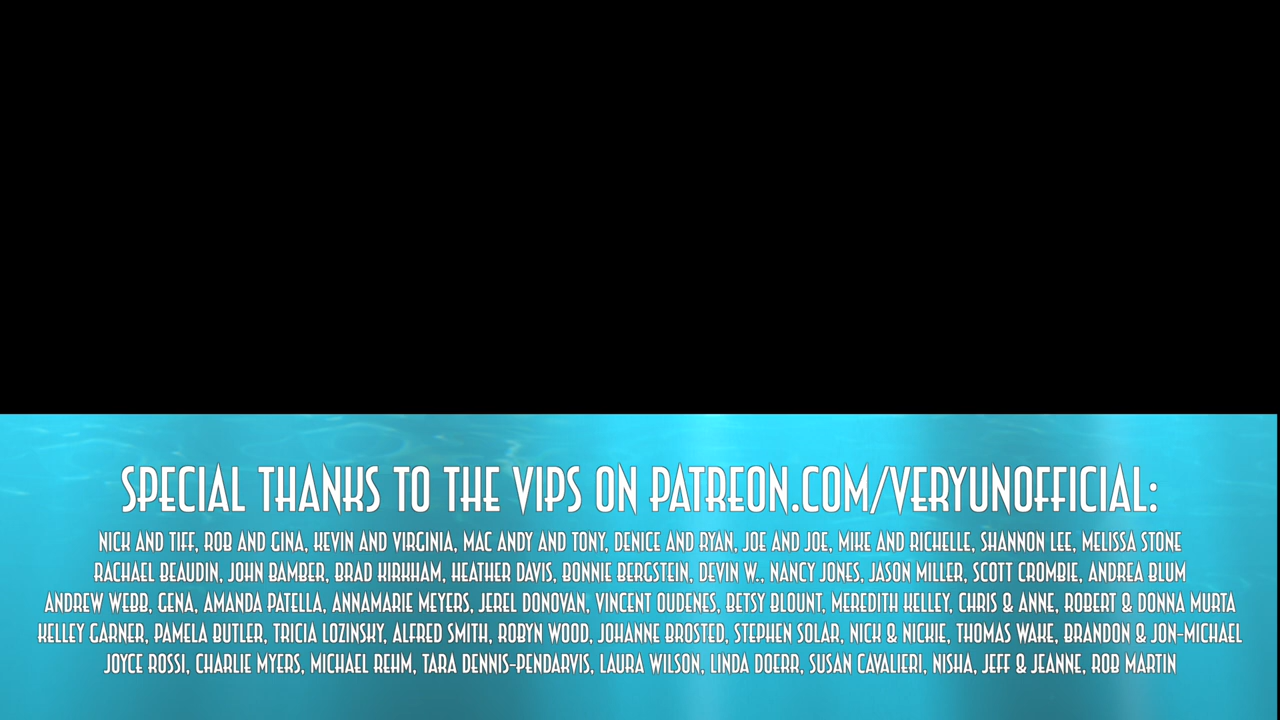 SPECIAL THANKS TO THE VIPS ON PATREON.COM/VERYUNOFFICIAL:
NICK AND TIFF, ROB AND GINA, KEVIN AND VIRGINIA, MAC ANDY AND TONY, DENICE AND RYAN, JOE AND JOE, MIKE AND RICHELLE, SHANNON LEE, MELISSA STONE
RACHAEL BEAUDIN, JOHN BAMBER, BRAD KIRKHAM, HEATHER DAVIS, BONNIE BERGSTEIN, DEVIN W., NANCY JONES, JASON MILLER, SCOTT CROMBIE, ANDREA BLUM
ANDREW WEBB, GENA, AMANDA PATELLA, ANNAMARIE MEYERS, JEREL DONOVAN, VINCENT OUDENES, BETSY BLOUNT, MEREDITH KELLEY, CHRIS & ANNE, ROBERT & DONNA MURTA
KELLEY GARNER, PAMELA BUTLER, TRICIA LOZINSKY, ALFRED SMITH, ROBYN WOOD, JOHANNE BROSTED, STEPHEN SOLAR, NICK & NICKIE, THOMAS WAKE, BRANDON & JON-MICHAEL
JOYCE ROSSI, CHARLIE MYERS, MICHAEL REHM, TARA DENNIS-PENDARVIS, LAURA WILSON, LINDA DOERR, SUSAN CAVALIERI, NISHA, JEFF & JEANNE, ROB MARTIN